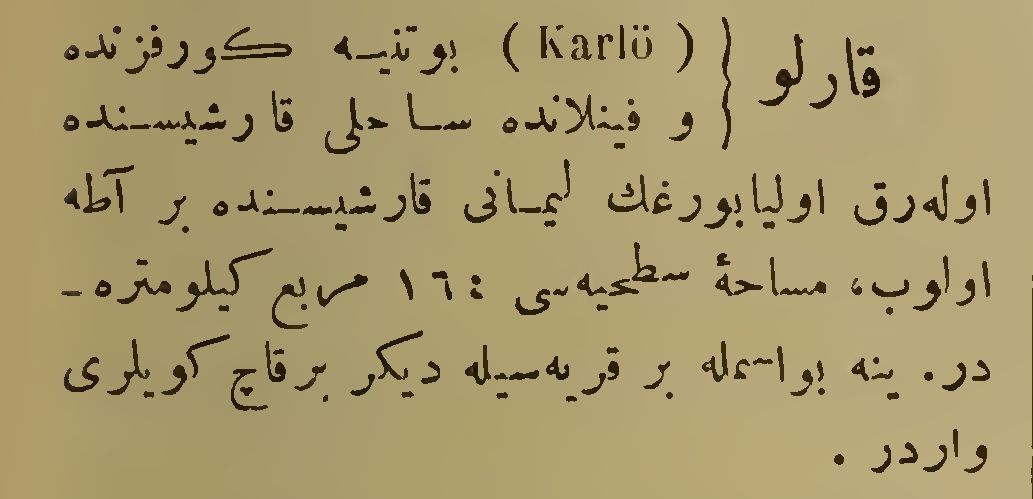 قارلو { ( Karlö ) بوتنیه کورفزنده
و فینلانده ساحلی قارشیسنده
اوله‌رق اولیابورغك لیمانی قارشیسنده بر آطه
اولوب، مساحهٔ سطحیه‌سی ١٦٤ مربع کیلومتره-
در. ینه بواسمله بر قریه‌سیله دیکر برقاچ کویلری
واردر .